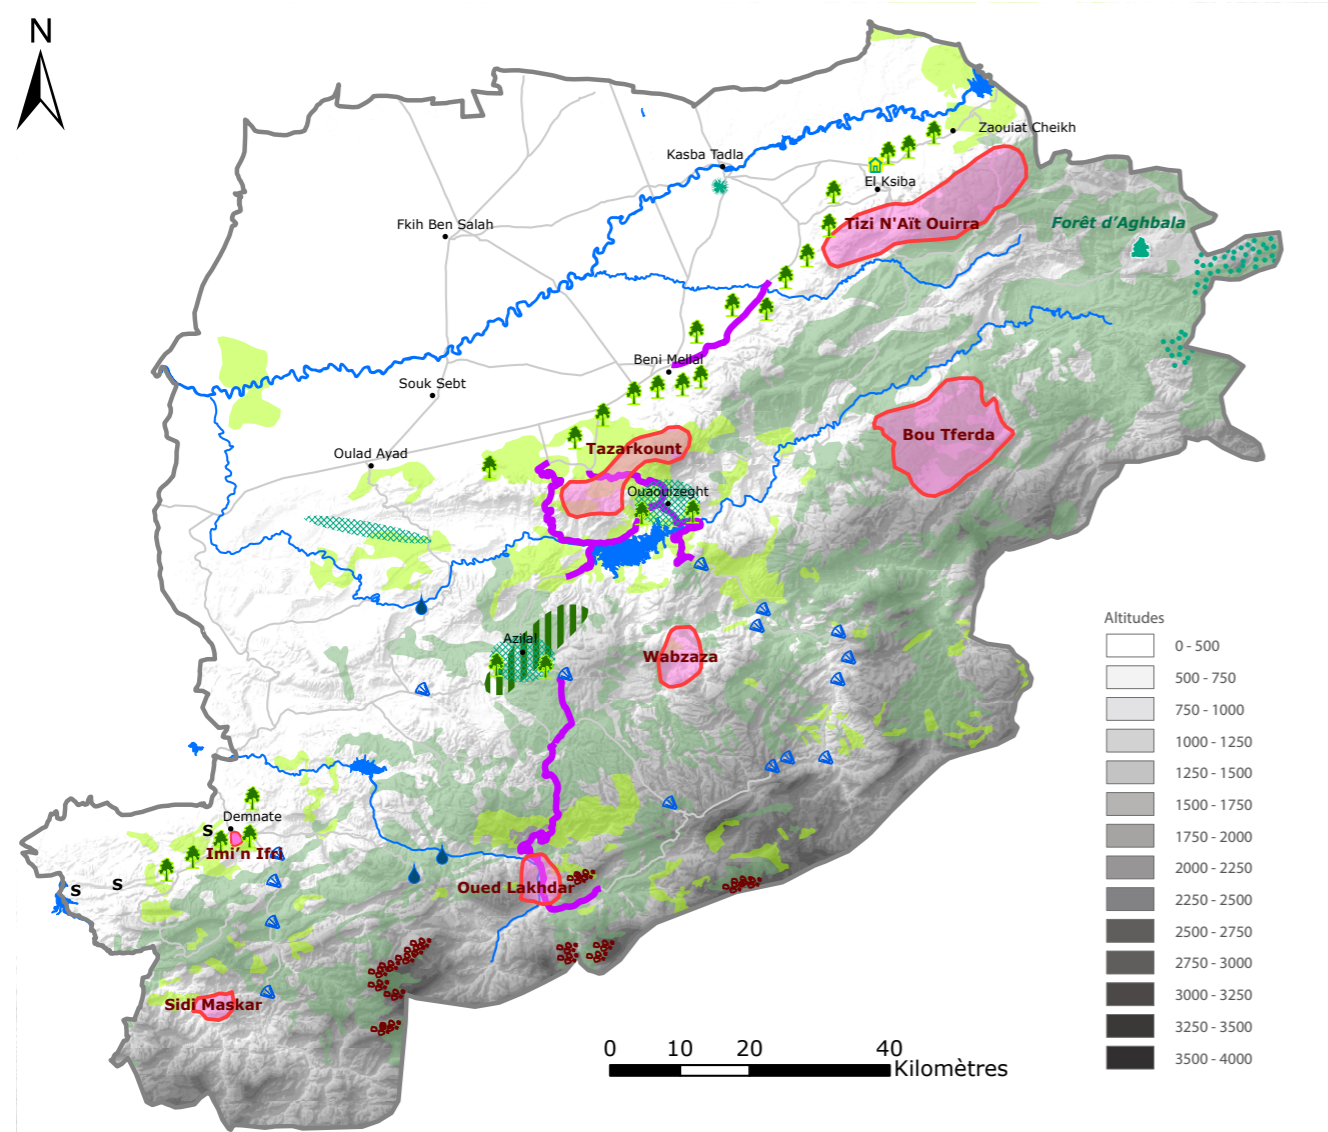 N
Zaouiat Cheikh
Kasba Tadla
El Ksiba
Fkih Ben Salah
Tizi N'Aït Ouirra
Forêt d'Aghbala
Beni Mellal
Souk Sebt
Bou Tferda
Tazarkount
Oulad Ayad
Ouaouizeght
Azilal
Wabzaza
Demnate
S
Imi'n Ifri
S
S
Oued Lakhdar
Sidi Maskar
Altitudes
0 - 500
500 - 750
750 - 1000
1000 - 1250
1250 - 1500
1500 - 1750
1750 - 2000
2000 - 2250
2250 - 2500
2500 - 2750
2750 - 3000
3000 - 3250
3250 - 3500
3500 - 4000
0 10 20 40
Kilomètres